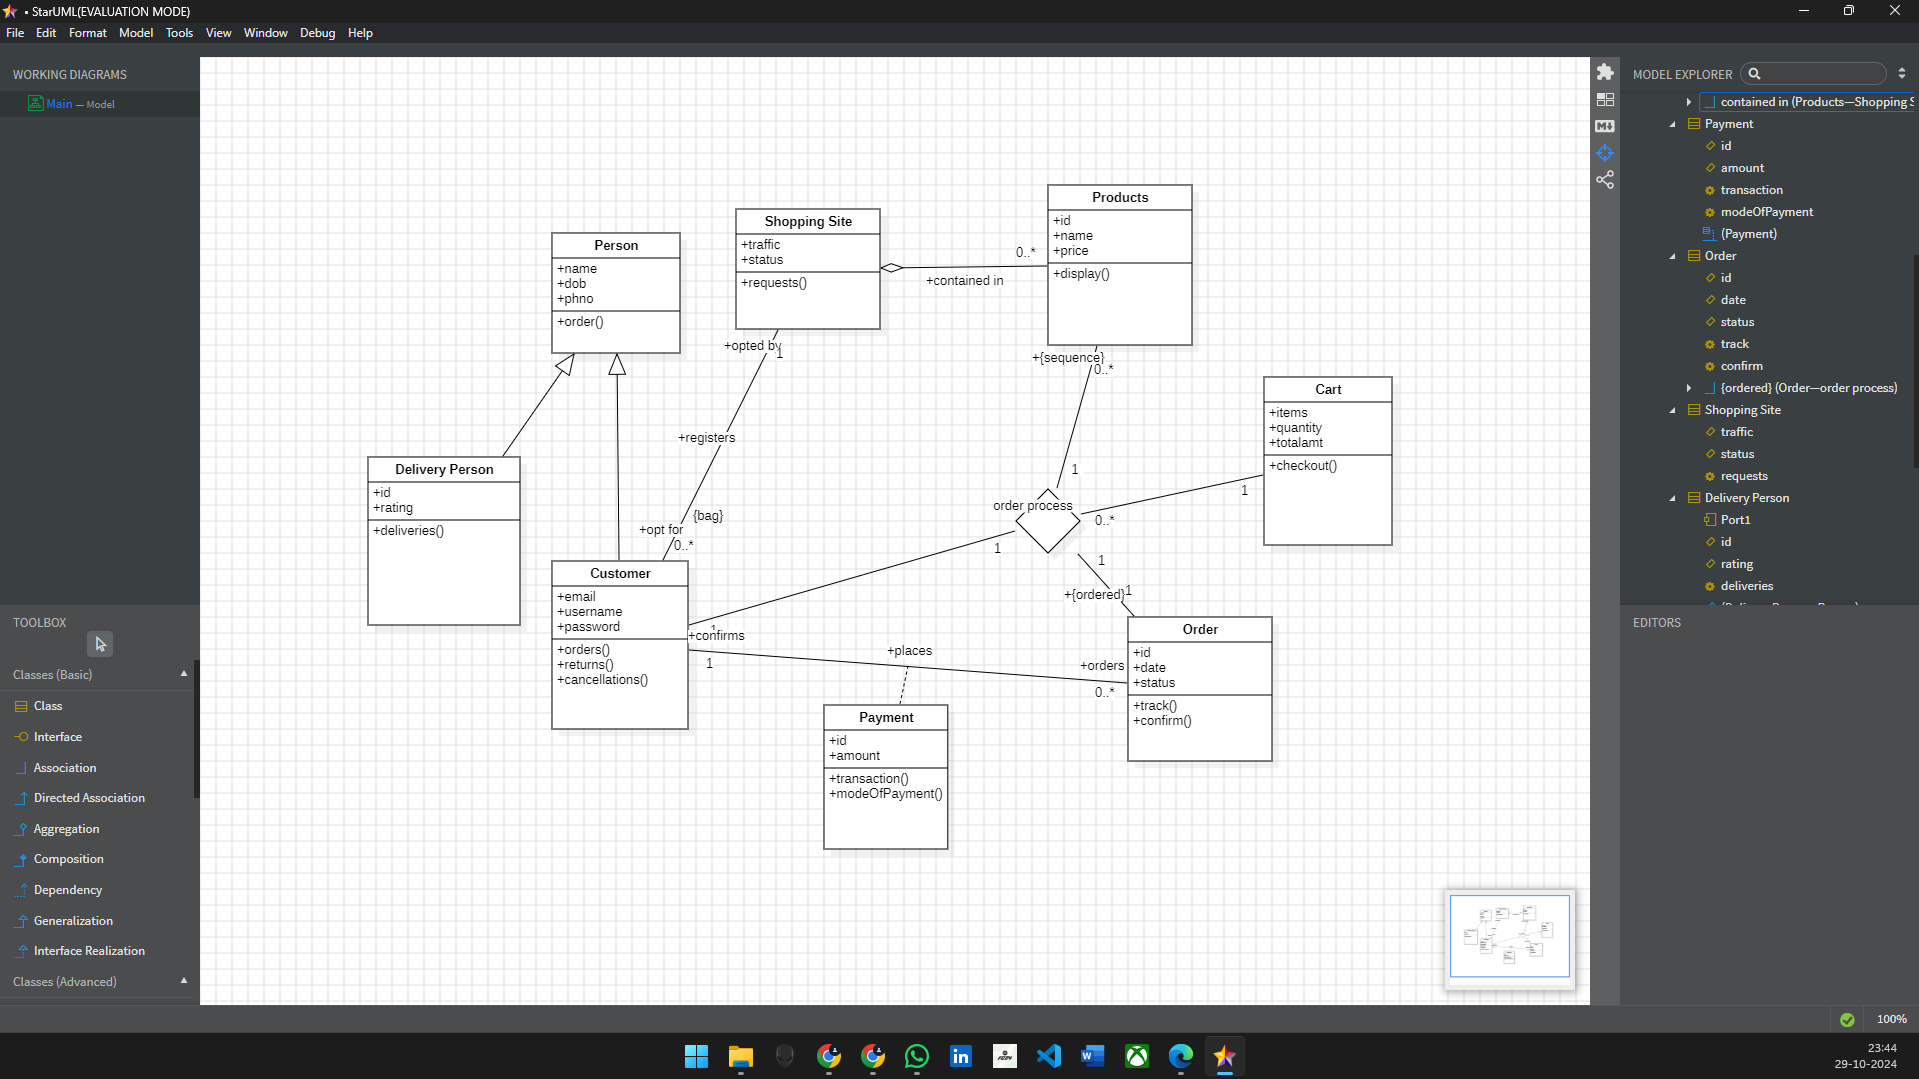 • StarUML(EVALUATION MODE)
File Edit Format Model Tools View Window Debug Help
WORKING DIAGRAMS
Main — Model
TOOLBOX
Classes (Basic)
Class
Interface
Association
Directed Association
Aggregation
Composition
Dependency
Generalization
Interface Realization
Classes (Advanced)
Person
+name
+dob
+phno
+order()
Shopping Site
+traffic
+status
+requests()
0..*
+contained in
Products
+id
+name
+price
+display()
+opted by
1
+registers
{bag}
+opt for
0..*
+{sequence}
0..*
1
Cart
+items
+quantity
+totalamt
+checkout()
1
order process
0..*
1
1
+{ordered}
1
Delivery Person
+id
+rating
+deliveries()
Customer
+email
+username
+password
+orders()
+returns()
+cancellations()
1
+confirms
1
+places
+orders
0..*
Order
+id
+date
+status
+track()
+confirm()
Payment
+id
+amount
+transaction()
+modeOfPayment()
MODEL EXPLORER
contained in (Products—Shopping S
Payment
id
amount
transaction
modeOfPayment
(Payment)
Order
id
date
status
track
confirm
{ordered} (Order—order process)
Shopping Site
traffic
status
requests
Delivery Person
Port1
id
rating
deliveries
EDITORS
100%
23:44
29-10-2024